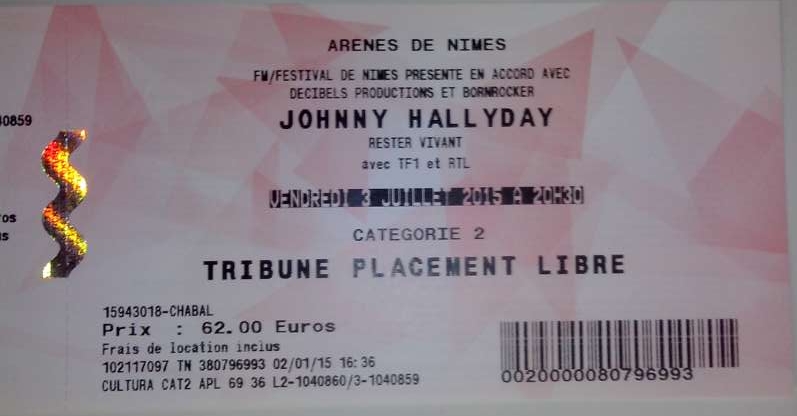 ARENES DE NIMES
FM/FESTIVAL DE NIMES PRESENTE EN ACCORD AVEC
DECIBELS PRODUCTIONS ET BORNROCKER
JOHNNY HALLYDAY
RESTER VIVANT
avec TF1 et RTL
VENDREDI 3 JUILLET 2015 A 20H30
CATEGORIE 2
TRIBUNE PLACEMENT LIBRE
040859
ros
us
15943018-CHABAL
Prix : 62.00 Euros
Frais de location inclus
102117097 TN 380796993 02/01/15 16:36
CULTURA CAT2 APL 69 36 L2-1040860/3-1040859
0020000080796993